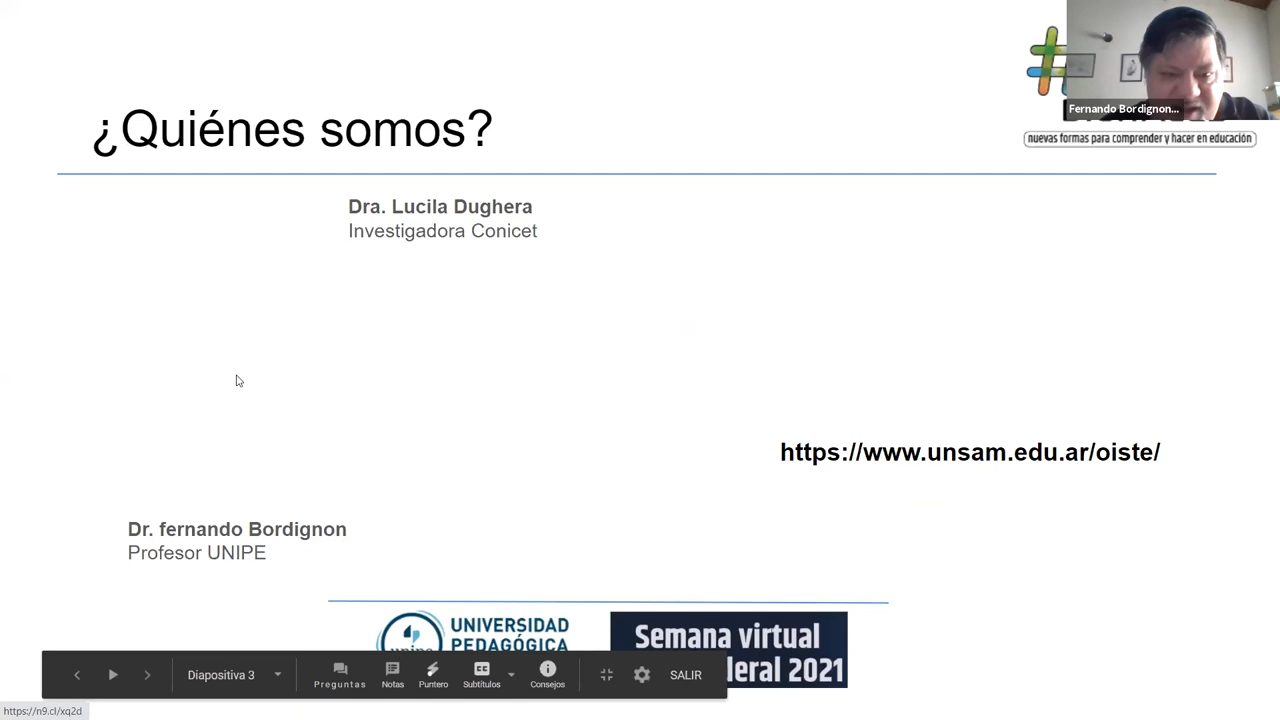 Fernando Bordignon...
nuevas formas para comprender y hacer en educación
¿Quiénes somos?
Dra. Lucila Dughera
Investigadora Conicet
https://www.unsam.edu.ar/oiste/
Dr. fernando Bordignon
Profesor UNIPE
UNIVERSIDAD
PEDAGÓGICA
unipe
Semana virtual
deral 2021
Diapositiva 3
Preguntas
Notas
Puntero
Subtítulos
Consejos
SALIR
https://n9.cl/xq2d